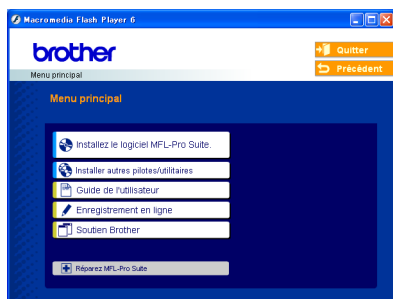 Macromedia Flash Player 6
brother
Quitter
Précédent
Menu principal
Menu principal
Installez le logiciel MFL-Pro Suite.
Installer autres pilotes/utilitaires
Guide de l'utilisateur
Enregistrement en ligne
Soutien Brother
Réparez MFL-Pro Suite